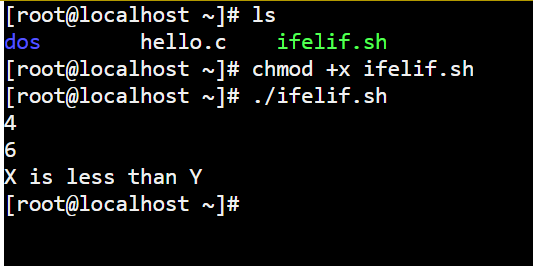 [root@localhost ~]# ls
dos        hello.c    ifelif.sh
[root@localhost ~]# chmod +x ifelif.sh
[root@localhost ~]# ./ifelif.sh
4
6
X is less than Y
[root@localhost ~]#